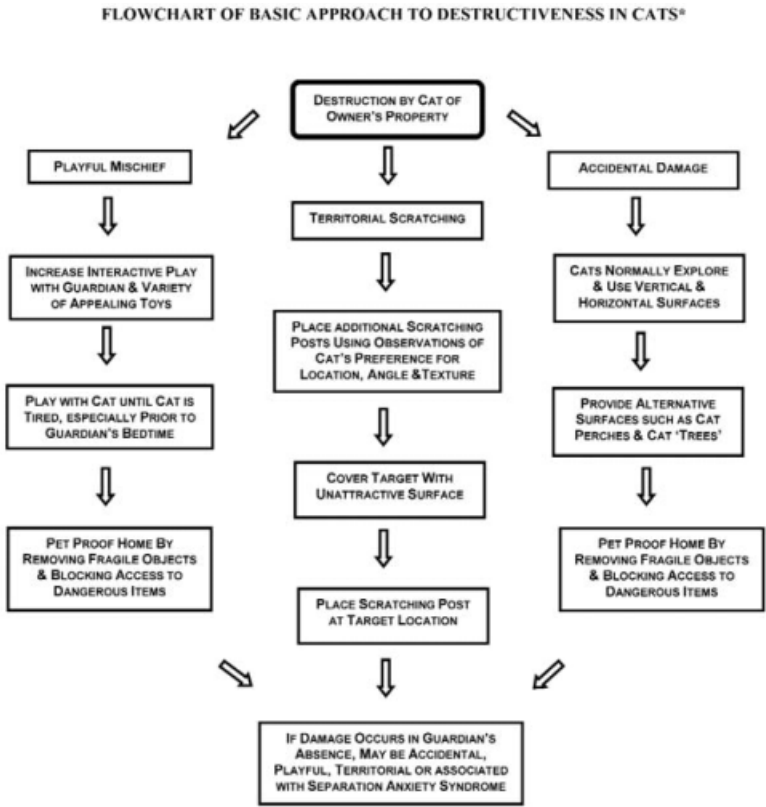 FLOWCHART OF BASIC APPROACH TO DESTRUCTIVENESS IN CATS*
DESTRUCTION BY CAT OF
OWNER'S PROPERTY
PLAYFUL MISCHIEF
INCREASE INTERACTIVE PLAY
WITH GUARDIAN & VARIETY
OF APPEALING TOYS
PLAY WITH CAT UNTIL CAT IS
TIRED, ESPECIALLY PRIOR TO
GUARDIAN'S BEDTIME
PET PROOF HOME BY
REMOVING FRAGILE OBJECTS
& BLOCKING ACCESS TO
DANGEROUS ITEMS
TERRITORIAL SCRATCHING
PLACE ADDITIONAL SCRATCHING
POSTS USING OBSERVATIONS OF
CAT'S PREFERENCE FOR
LOCATION, ANGLE &TEXTURE
COVER TARGET WITH
UNATTRACTIVE SURFACE
PLACE SCRATCHING POST
AT TARGET LOCATION
ACCIDENTAL DAMAGE
CATS NORMALLY EXPLORE
& USE VERTICAL &
HORIZONTAL SURFACES
PROVIDE ALTERNATIVE
SURFACES SUCH AS CAT
PERCHES & CAT 'TREES'
PET PROOF HOME BY
REMOVING FRAGILE OBJECTS
& BLOCKING ACCESS TO
DANGEROUS ITEMS
IF DAMAGE OCCURS IN GUARDIAN'S
ABSENCE, MAY BE ACCIDENTAL,
PLAYFUL, TERRITORIAL OR ASSOCIATED
WITH SEPARATION ANXIETY SYNDROME